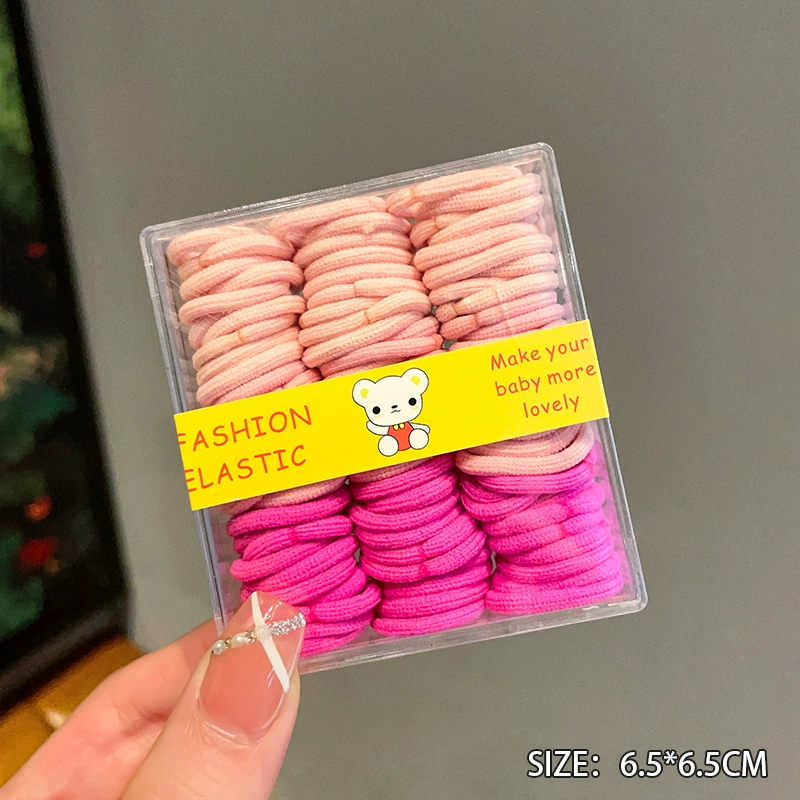 FASHION
ELASTIC
Make your
baby more
lovely
SIZE: 6.5*6.5CM